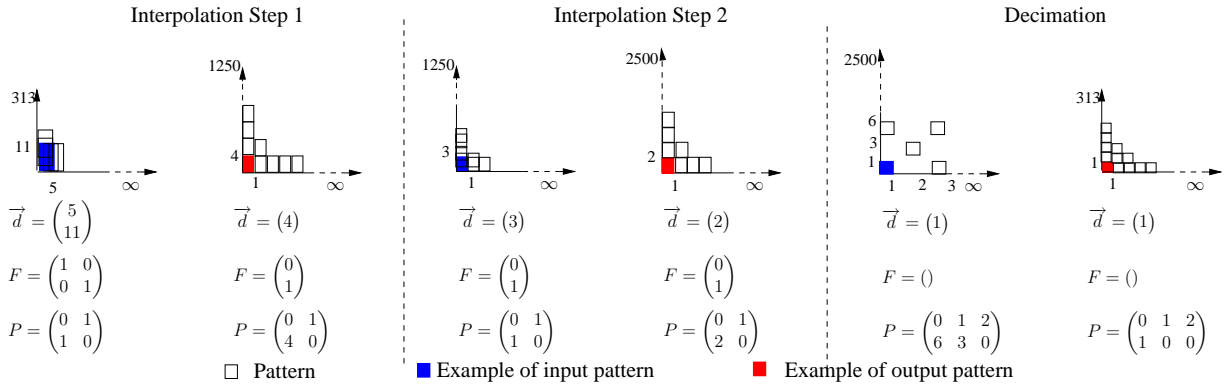 Interpolation Step 1
Interpolation Step 2
Decimation
313
11
5
∞
1250
4
1
∞
1250
3
1
∞
2500
2
1
∞
2500
6
3
1
1 2 3 ∞
313
1
1
∞
d = (5 11)
d = (4)
d = (3)
d = (2)
d = (1)
d = (1)
F = (1 0 0 1)
F = (0 1)
F = (0 1)
F = (0 1)
F = ()
F = ()
P = (0 1 1 0)
P = (0 1 4 0)
P = (0 1 1 0)
P = (0 1 2 0)
P = (0 1 2 6 3 0)
P = (0 1 2 1 0 0)
Pattern
Example of input pattern
Example of output pattern